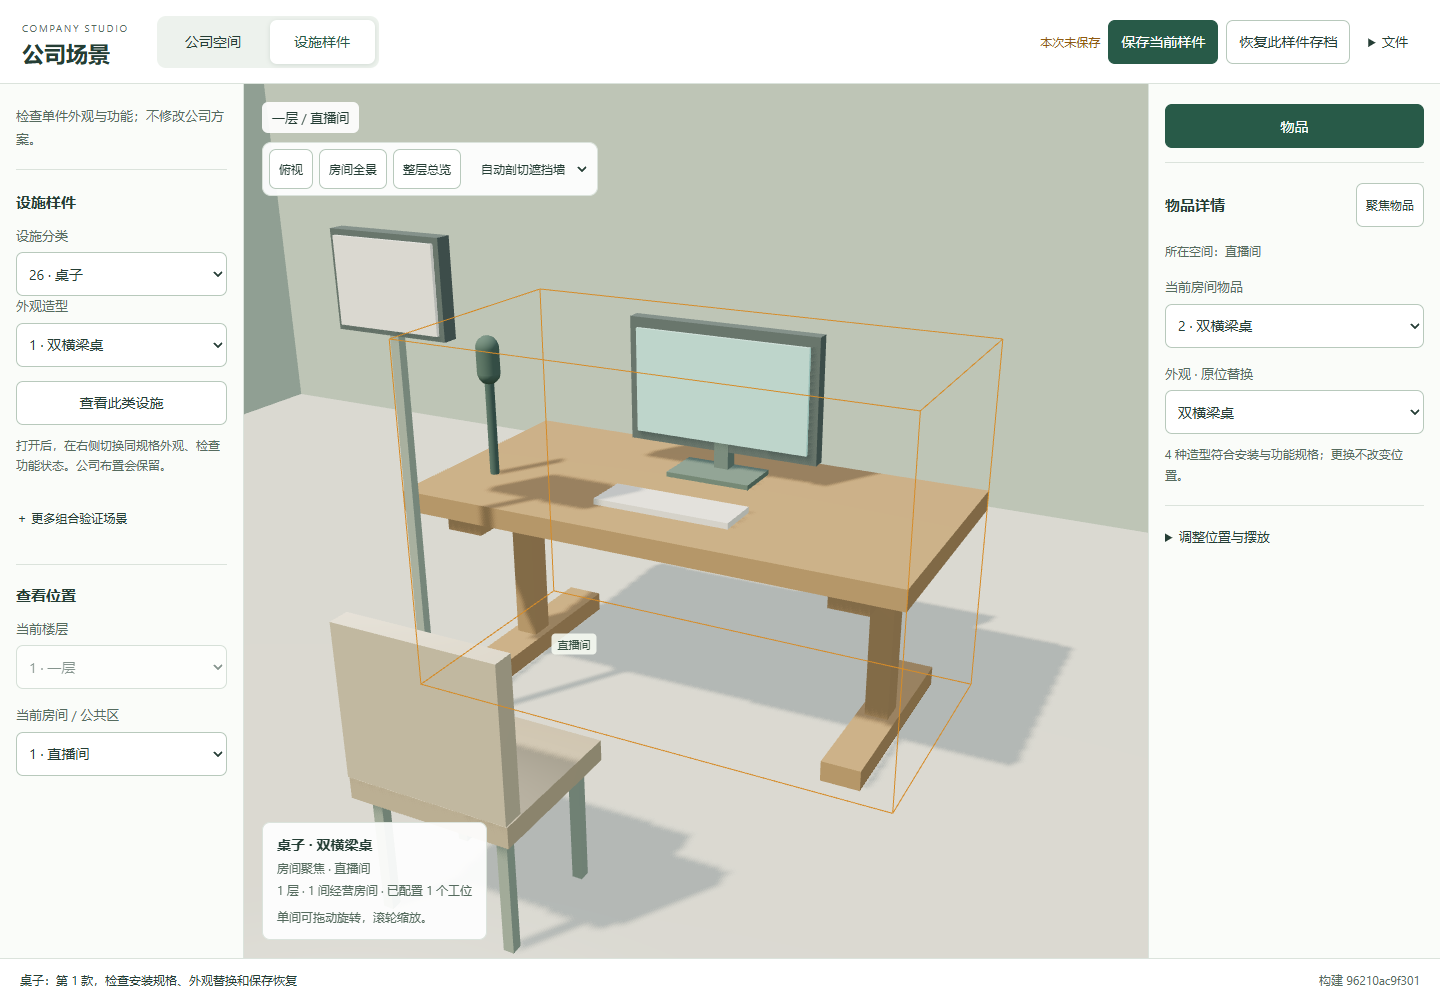 COMPANY STUDIO
公司场景
公司空间
设施样件
本次未保存
保存当前样件
恢复此样件存档
▶ 文件
检查单件外观与功能；不修改公司方
案。
设施样件
设施分类
26 · 桌子
外观造型
1 · 双横梁桌
查看此类设施
打开后，在右侧切换同规格外观、检查
功能状态。公司布置会保留。
+ 更多组合验证场景
查看位置
当前楼层
1 · 一层
当前房间 / 公共区
1 · 直播间
一层 / 直播间
俯视
房间全景
整层总览
自动剖切遮挡墙
直播间
桌子 · 双横梁桌
房间聚焦 · 直播间
1 层 · 1 间经营房间 · 已配置 1 个工位
单间可拖动旋转，滚轮缩放。
物品
物品详情
聚焦物品
所在空间：直播间
当前房间物品
2 · 双横梁桌
外观 · 原位替换
双横梁桌
4 种造型符合安装与功能规格；更换不改变位
置。
▶ 调整位置与摆放
桌子：第 1 款，检查安装规格、外观替换和保存恢复
构建 96210ac9f301